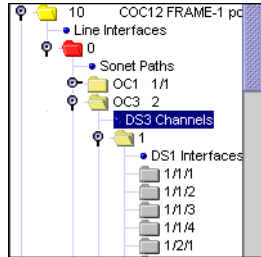 10 COC12 FRAME-1 po
Line Interfaces
0
Sonet Paths
OC1 1/1
OC3 2
DS3 Channels
1
DS1 Interfaces
1/1/1
1/1/2
1/1/3
1/1/4
1/2/1